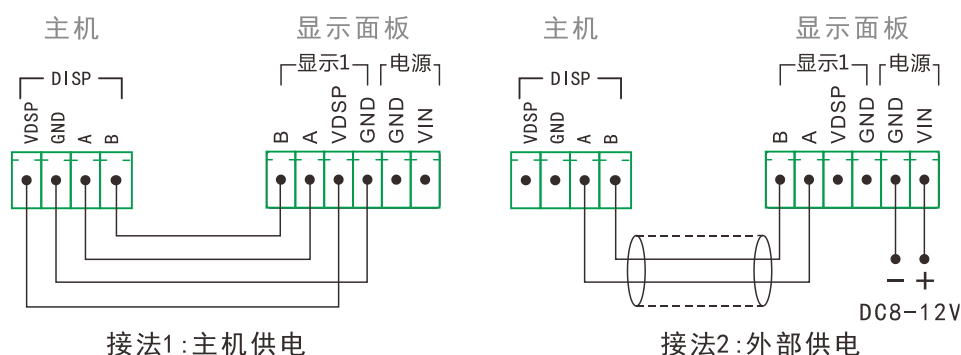 主机
显示面板
DISP
显示1
电源
VDSP
GND
A
B
B
A
VDSP
GND
GND
VIN
接法1:主机供电
主机
显示面板
DISP
显示1
电源
VDSP
GND
A
B
B
A
VDSP
GND
GND
VIN
− +
DC8-12V
接法2:外部供电